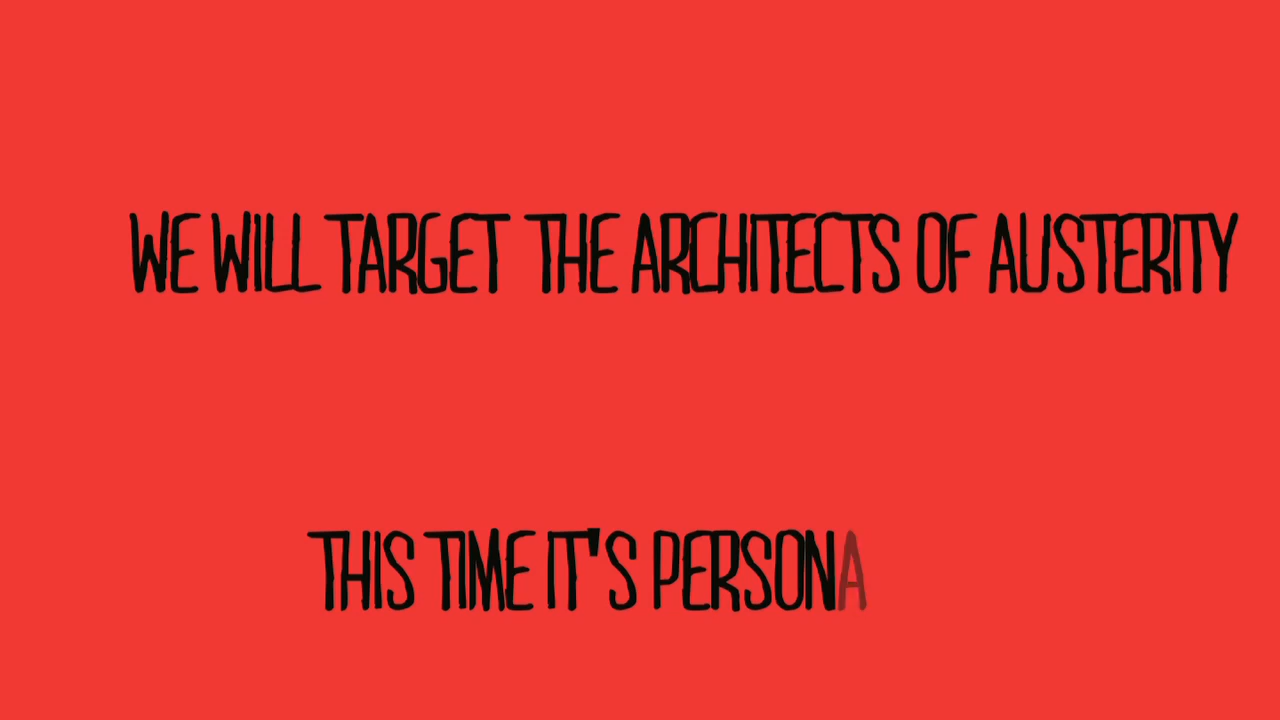 WE WILL TARGET THE ARCHITECTS OF AUSTERITY
THIS TIME IT'S PERSONA